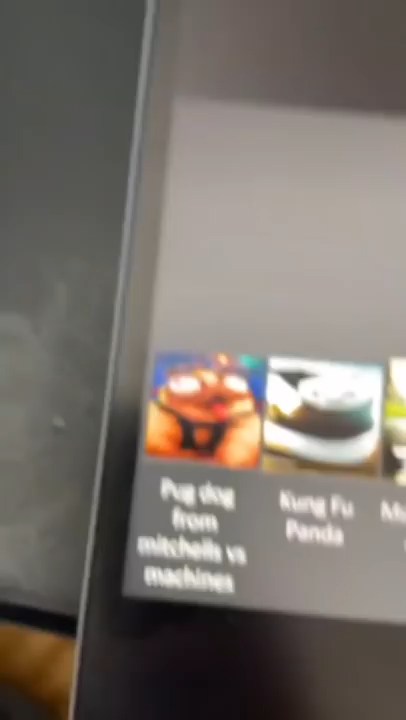 Pug dog
from
mitchells vs
machines
Kung Fu
Panda